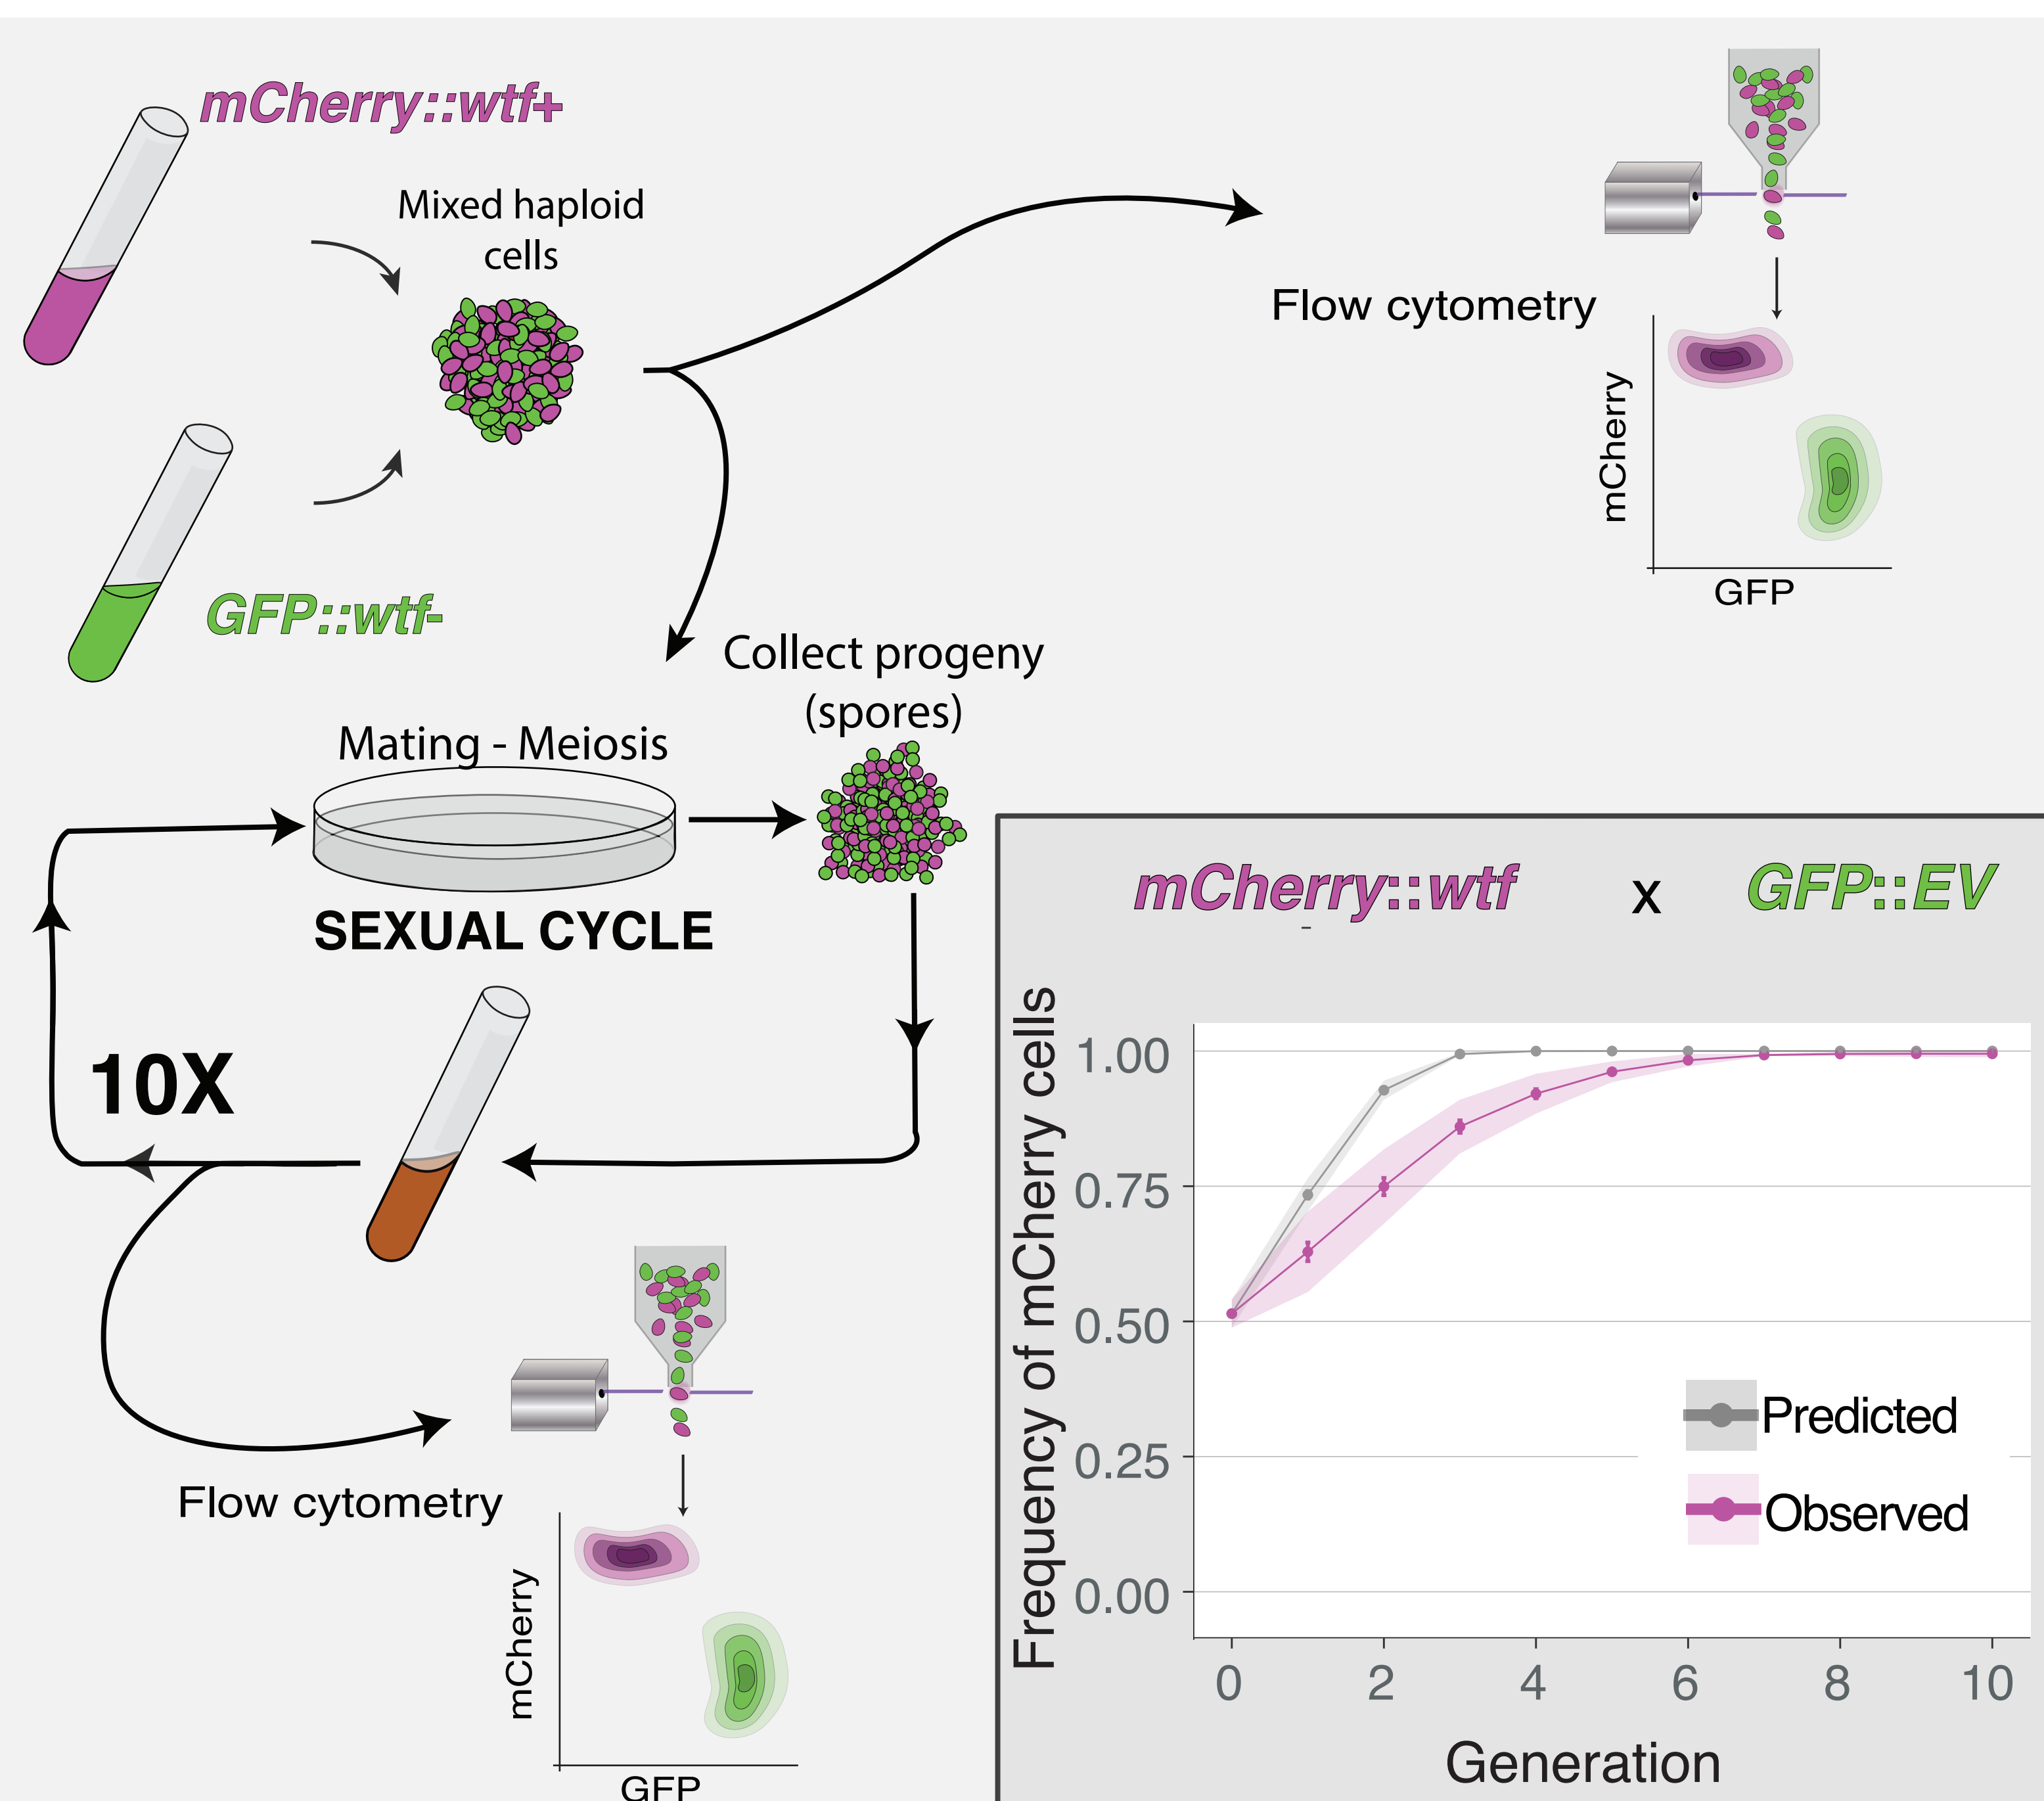 mCherry::wtf+
Mixed haploid
cells
Flow cytometry
mCherry
GFP
GFP::wtf-
Collect progeny
(spores)
Mating - Meiosis
SEXUAL CYCLE
10X
Flow cytometry
mCherry
GFP
mCherry::wtf x GFP::EV
-
Frequency of mCherry cells
1.00
0.75
0.50
0.25
0.00
Predicted
Observed
0 2 4 6 8 10
Generation